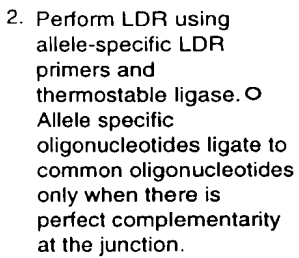 2. Perform LDR using
allele-specific LDR
primers and
thermostable ligase. O
Allele specific
oligonucleotides ligate to
common oligonucleotides
only when there is
perfect complementarity
at the junction.